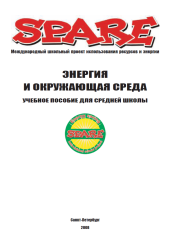 SPARE
Международный школьный проект использования ресурсов и энергии
ЭНЕРГИЯ
И ОКРУЖАЮЩАЯ СРЕДА
УЧЕБНОЕ ПОСОБИЕ ДЛЯ СРЕДНЕЙ ШКОЛЫ
SPARE
Санкт-Петербург
2008